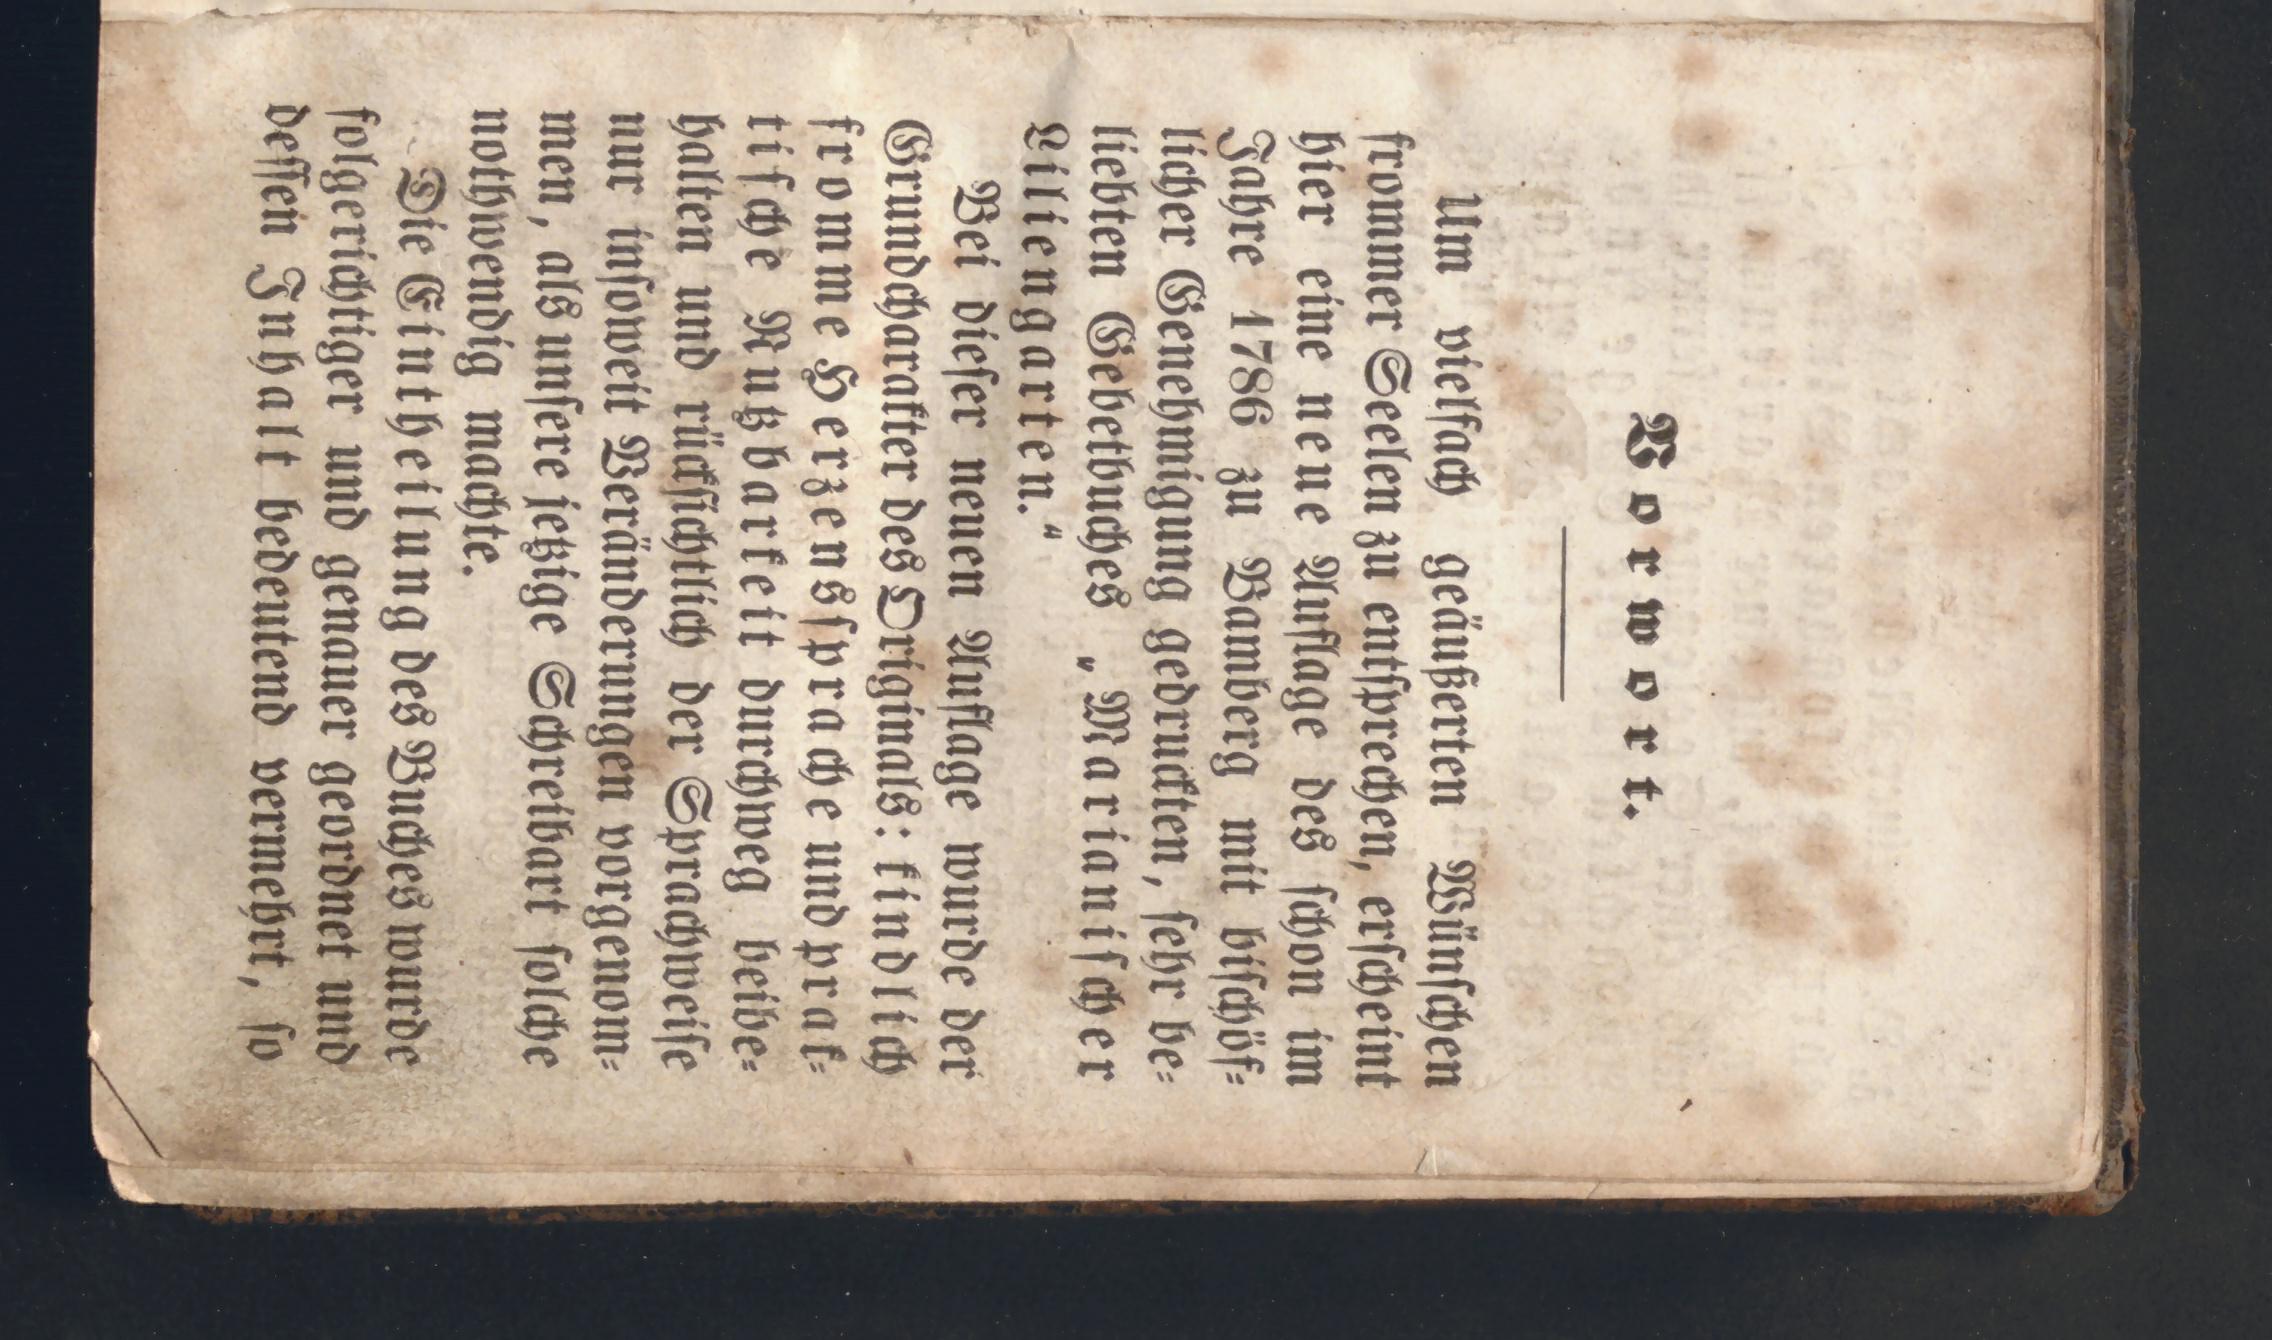 Vorwort.
Um vielfach geäußerten Wünschen
frommer Seelen zu entsprechen, erscheint
hier eine neue Auflage des schon im
Jahre 1786 zu Bamberg mit bischöf-
licher Genehmigung gedruckten, sehr be-
liebten Gebetbuches „Marianischer
Liliengarten.“
Bei dieser neuen Auflage wurde der
Grundcharakter des Originals: kindlich
fromme Herzenssprache und prak-
tische Nutzbarkeit durchweg beibe-
halten und rücksichtlich der Sprachweise
nur insoweit Veränderungen vorgenom-
men, als unsere jetzige Schreibart solche
nothwendig machte.
Die Eintheilung des Buches wurde
folgerichtiger und genauer geordnet und
dessen Inhalt bedeutend vermehrt, so